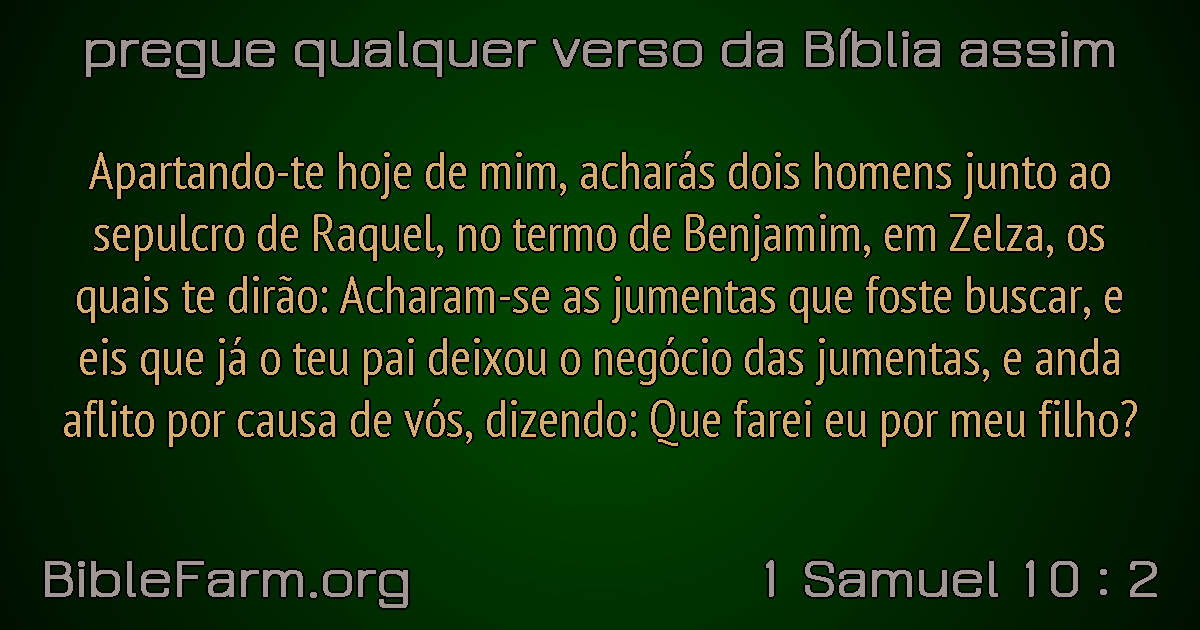 pregue qualquer verso da Bíblia assim
Apartando-te hoje de mim, acharás dois homens junto ao
sepulcro de Raquel, no termo de Benjamim, em Zelza, os
quais te dirão: Acharam-se as jumentas que foste buscar, e
eis que já o teu pai deixou o negócio das jumentas, e anda
aflito por causa de vós, dizendo: Que farei eu por meu filho?
BibleFarm.org
1 Samuel 10 : 2